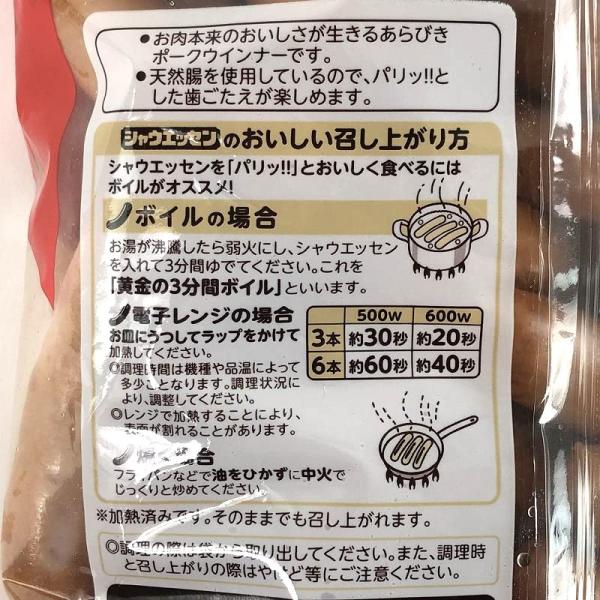 ●お肉本来のおいしさが生きるあらびき
ポークウインナーです。
●天然腸を使用しているので、パリッ!!と
した歯ごたえが楽しめます。
シャウエッセンのおいしい召し上がり方
シャウエッセンを「パリッ!!」とおいしく食べるには
ボイルがオススメ!
ボイルの場合
お湯が沸騰したら弱火にし、シャウエッセン
を入れて3分間ゆでてください。これを
「黄金の3分間ボイル」といいます。
電子レンジの場合
お皿にうつしてラップをかけて
加熱してください。
◎調理時間は機種や品温によって
多少ことなります。調理状況に
より、調整してください。
◎レンジで加熱することにより、
表面が割れることがあります。
500W 600W
3本 約30秒 約20秒
6本 約60秒 約40秒
焼く場合
フライパンなどで油をひかずに中火で
じっくりと炒めてください。
※加熱済みです。そのままでも召し上がれます。
◎調理の際は袋から取り出してください。また、調理時
と召し上がりの際はやけど等にご注意ください。